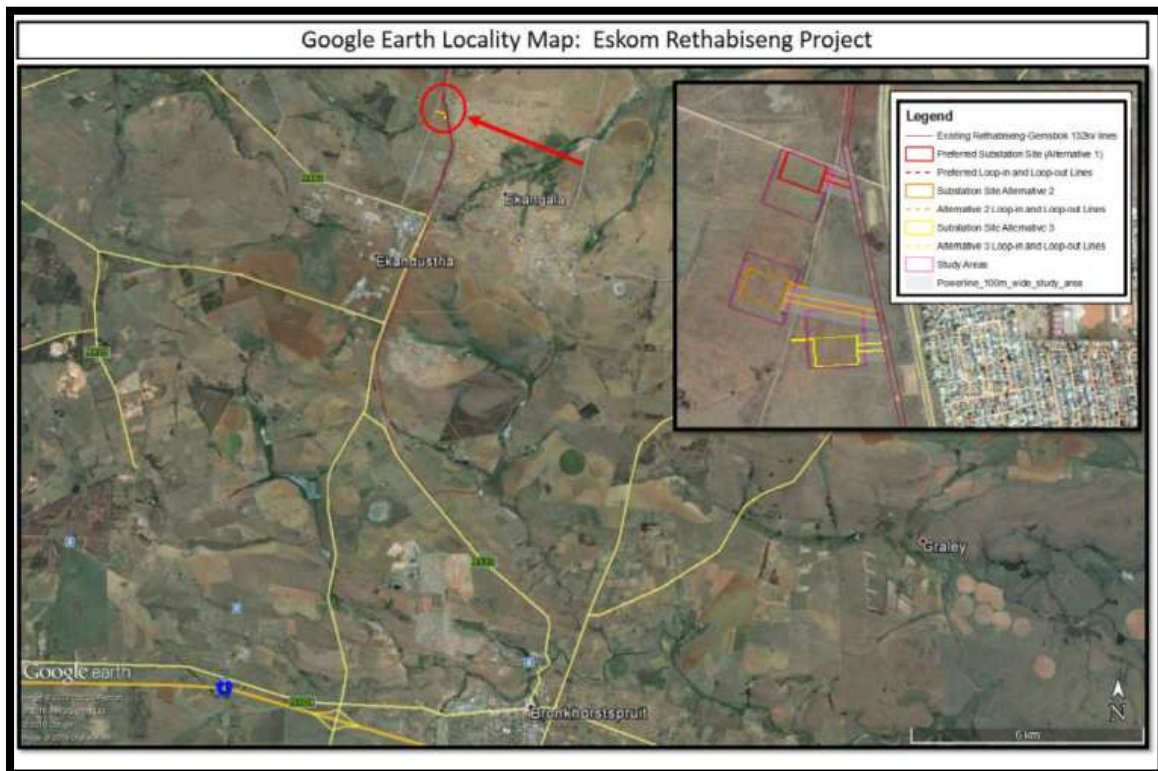 Google Earth Locality Map: Eskom Rethabiseng Project
Legend
Existing Rethabiseng-Gemsbok 132kv lines
Preferred Substation Site (Alternative 1)
Preferred Loop-in and Loop-out Lines
Substation Site Alternative 2
Alternative 2 Loop-in and Loop-out Lines
Substation Site Alternative 3
Alternative 3 Loop-in and Loop-out Lines
Study Areas
Powerline_100m_wide_study_area
Ekangala
Ekandustha
Graley
Google earth
4
Bronkhorstspruit
N
6 km